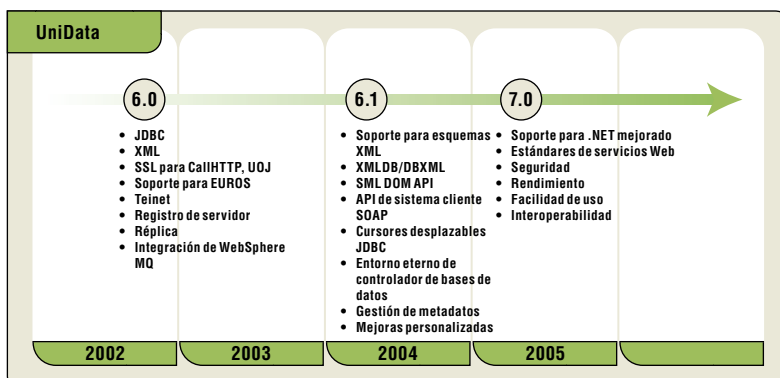 UniData
6.0
6.1
7.0
• JDBC
• XML
• SSL para CallHTTP, UOJ
• Soporte para EUROS
• Teinet
• Registro de servidor
• Réplica
• Integración de WebSphere
MQ
• Soporte para esquemas
XML
• XMLDB/DBXML
• SML DOM API
• API de sistema cliente
SOAP
• Cursores desplazables
JDBC
• Entorno eterno de
controlador de bases de
datos
• Gestión de metadatos
• Mejoras personalizadas
• Soporte para .NET mejorado
• Estándares de servicios Web
• Seguridad
• Rendimiento
• Facilidad de uso
• Interoperabilidad
2002
2003
2004
2005